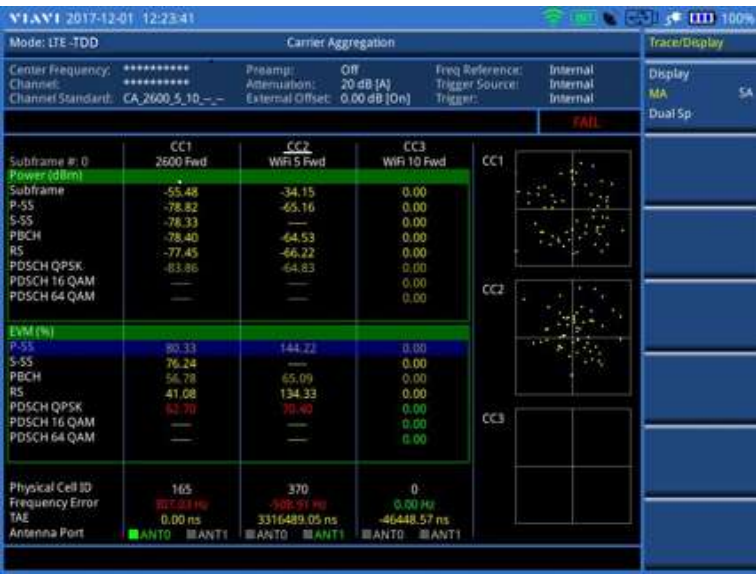 VIAVI 2017-12-01 12:23:41 INT 100%
Mode: LTE -TDD Carrier Aggregation Trace/Display
Center Frequency: ********** Preamp: Off Freq Reference: Internal
Channel: ********** Attenuation: 20 dB [A] Trigger Source: Internal
Channel Standard: CA_2600_5_10_-_- External Offset: 0.00 dB [On] Trigger: Internal
Display
MA SA
Dual Sp
FAIL
CC1 CC2 CC3
Subframe #: 0 2600 Fwd WiFi 5 Fwd WiFi 10 Fwd
Power (dBm)
Subframe -55.48 -34.15 0.00
P-SS -78.82 -65.16 0.00
S-SS -78.33 ---- 0.00
PBCH -78.40 -64.53 0.00
RS -77.45 -66.22 0.00
PDSCH QPSK -83.86 -64.83 0.00
PDSCH 16 QAM ---- ---- 0.00
PDSCH 64 QAM ---- ---- 0.00
EVM (%)
P-SS 80.33 144.22 0.00
S-SS 76.24 ---- 0.00
PBCH 56.78 65.09 0.00
RS 41.08 134.33 0.00
PDSCH QPSK 62.70 70.40 0.00
PDSCH 16 QAM ---- ---- 0.00
PDSCH 64 QAM ---- ---- 0.00
Physical Cell ID 165 370 0
Frequency Error Hz -508.91 Hz 0.00 Hz
TAE 0.00 ns 3316489.05 ns -46448.57 ns
Antenna Port ANT0 ANT1 ANT0 ANT1 ANT0 ANT1
CC1
CC2
CC3